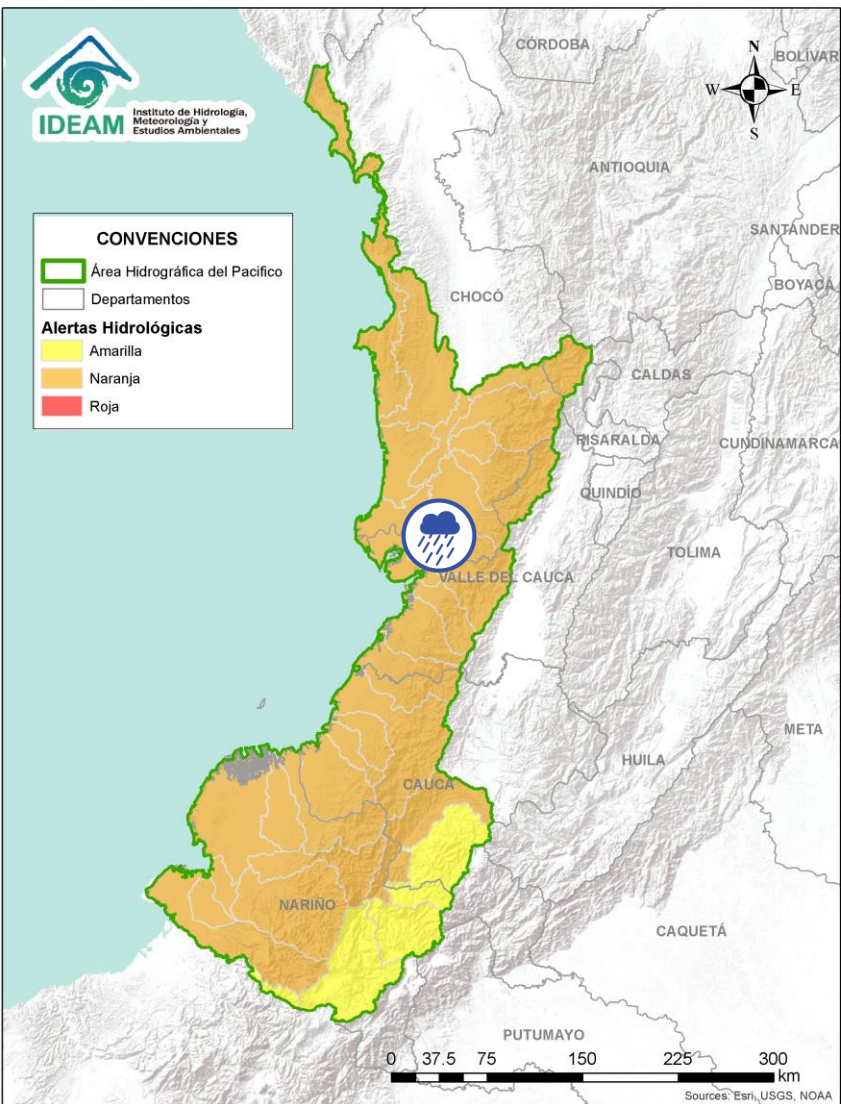 IDEAM
Instituto de Hidrología,
Meteorología y
Estudios Ambientales
CÓRDOBA
BOLÍVAR
N
W
E
S
ANTIOQUIA
SANTANDER
BOYACÁ
CONVENCIONES
Área Hidrográfica del Pacifico
Departamentos
Alertas Hidrológicas
Amarilla
Naranja
Roja
CHOCÓ
CALDAS
RISARALDA
CUNDINAMARCA
QUINDÍO
TOLIMA
VALLE DEL CAUCA
META
HUILA
CAUCA
NARIÑO
CAQUETÁ
PUTUMAYO
0 37.5 75 150 225 300
km
Sources: Esri, USGS, NOAA